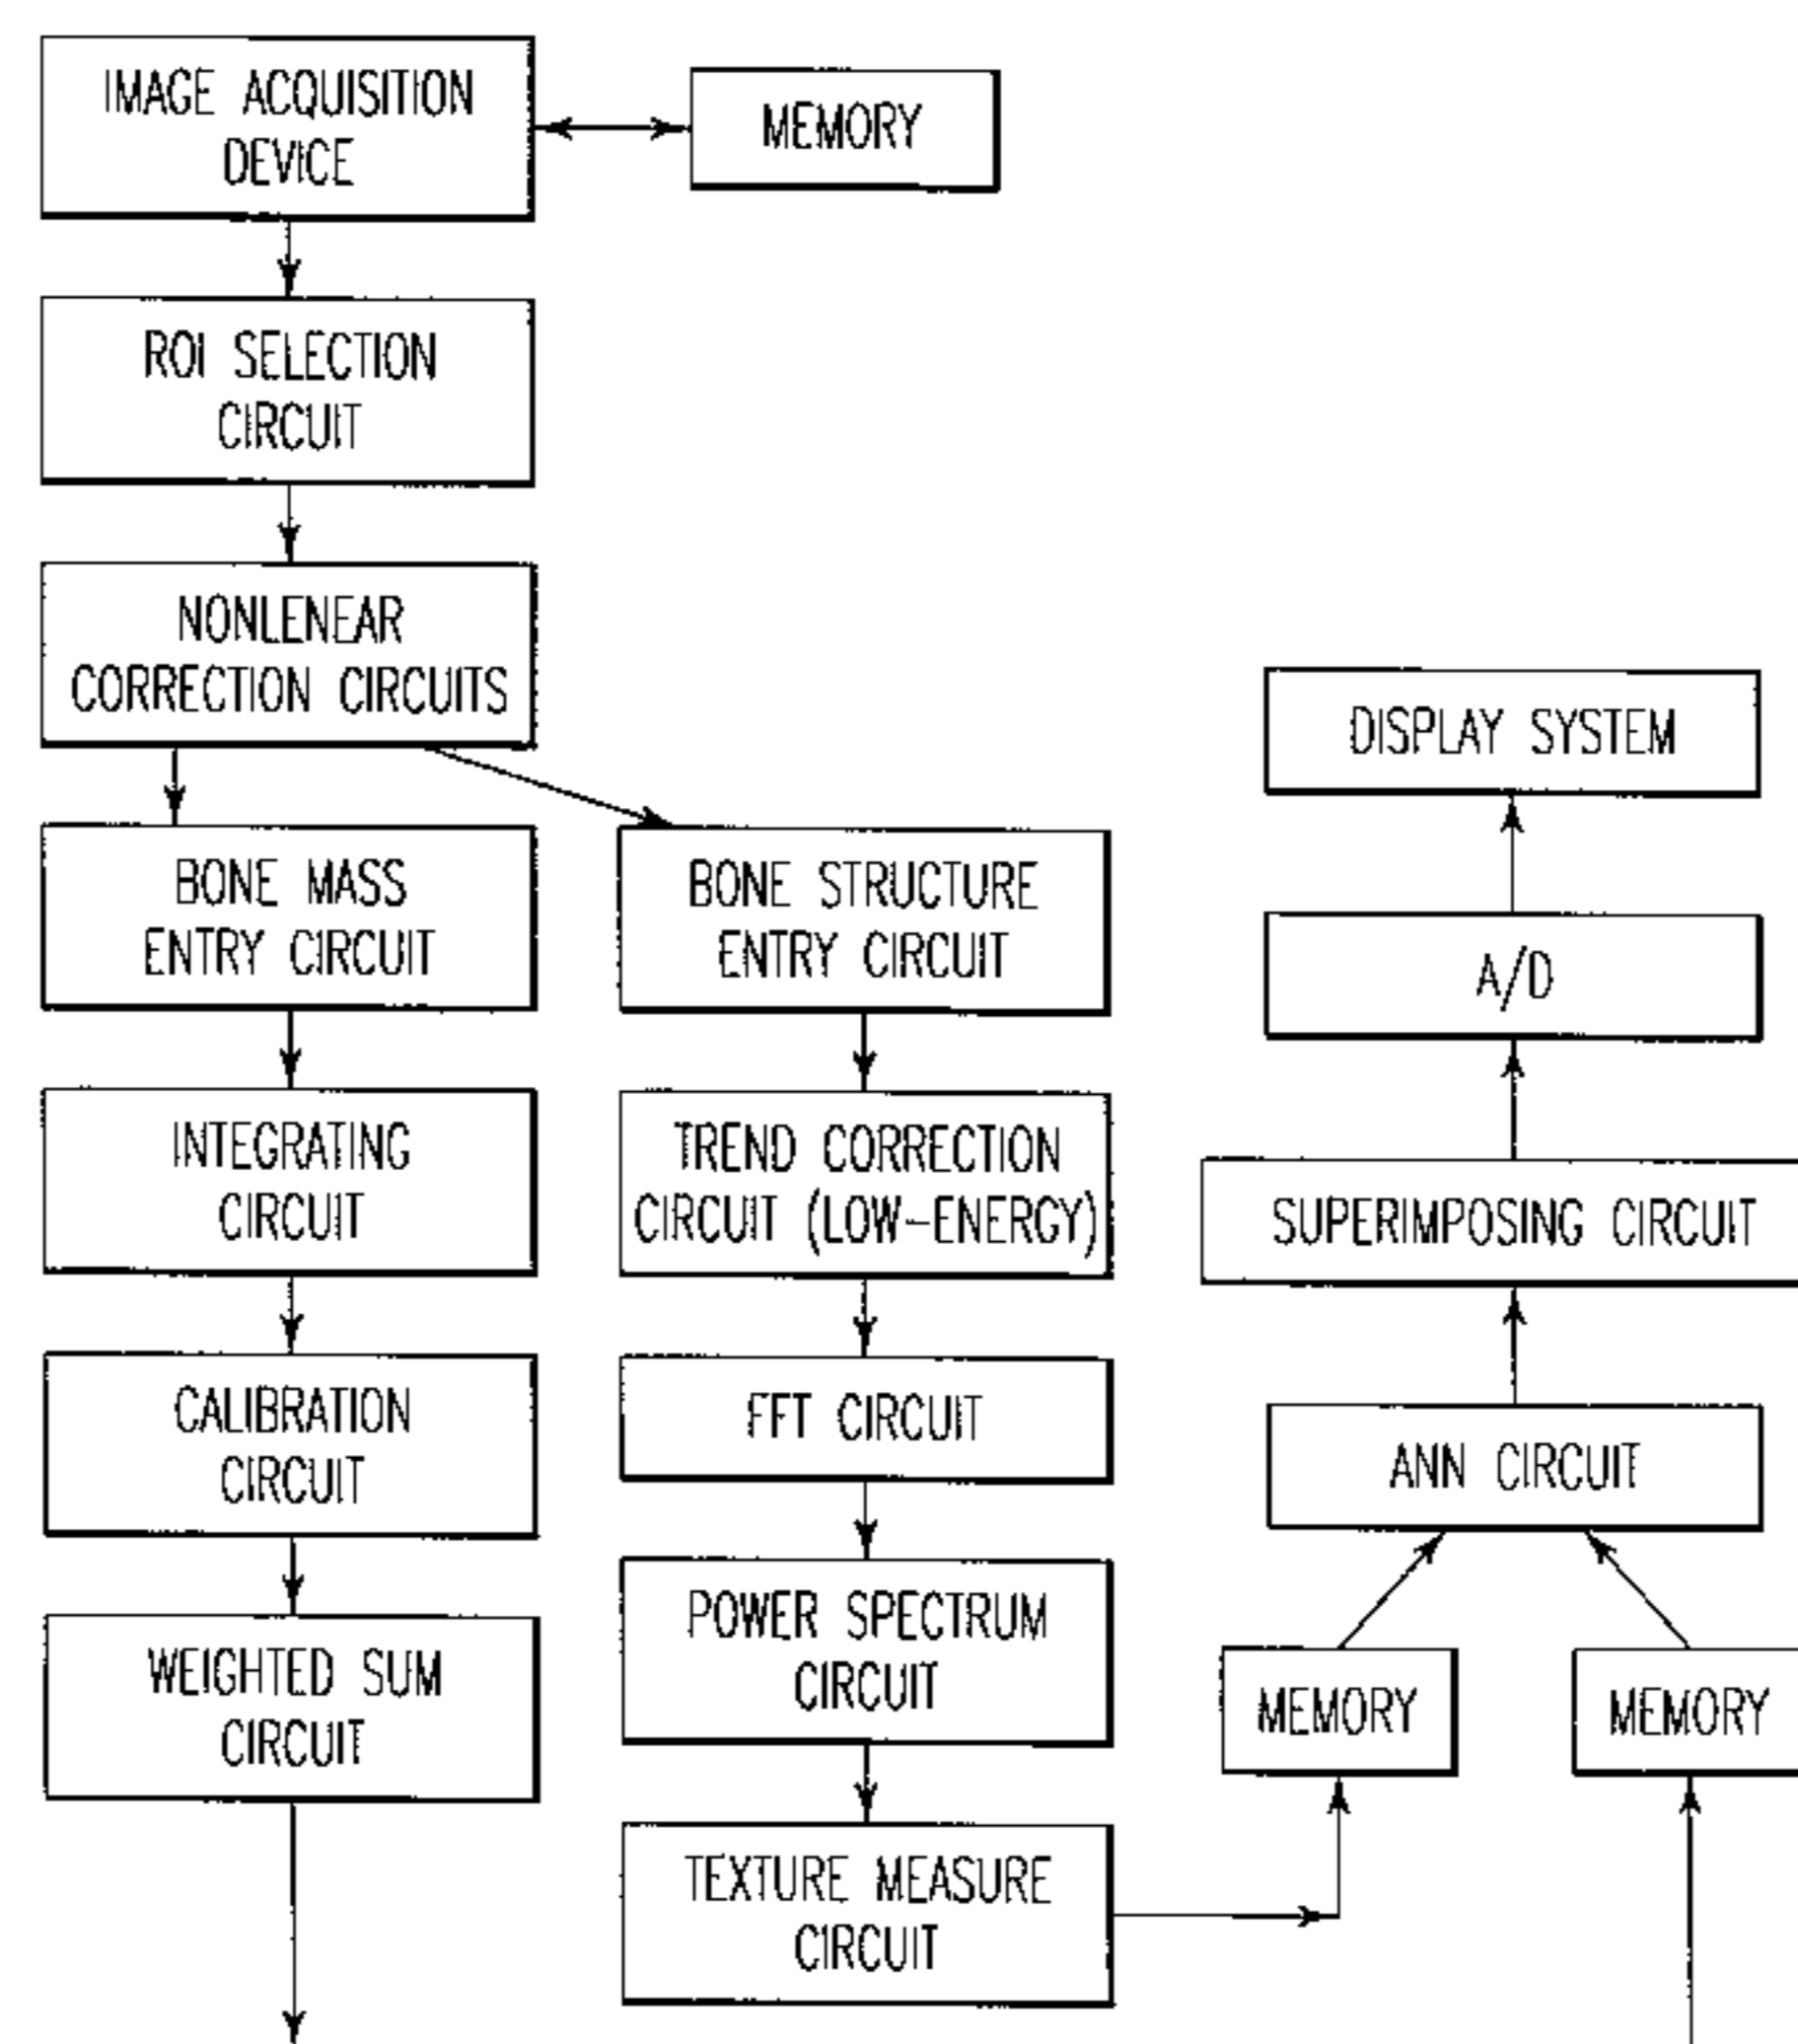 IMAGE ACQUISITION
DEVICE
MEMORY
ROI SELECTION
CIRCUIT
NONLENEAR
CORRECTION CIRCUITS
BONE MASS
ENTRY CIRCUIT
INTEGRATING
CIRCUIT
CALIBRATION
CIRCUIT
WEIGHTED SUM
CIRCUIT
BONE STRUCTURE
ENTRY CIRCUIT
TREND CORRECTION
CIRCUIT (LOW-ENERGY)
FFT CIRCUIT
POWER SPECTRUM
CIRCUIT
TEXTURE MEASURE
CIRCUIT
DISPLAY SYSTEM
A/D
SUPERIMPOSING CIRCUIT
ANN CIRCUIT
MEMORY
MEMORY